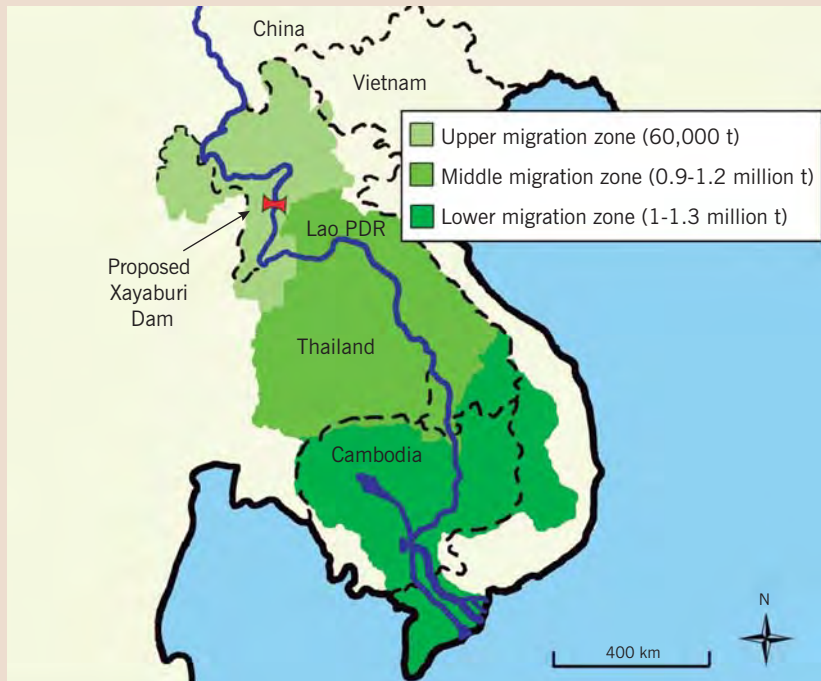 China
Vietnam
Upper migration zone (60,000 t)
Middle migration zone (0.9-1.2 million t)
Lower migration zone (1-1.3 million t)
Lao PDR
Proposed
Xayaburi
Dam
Thailand
Cambodia
N
400 km